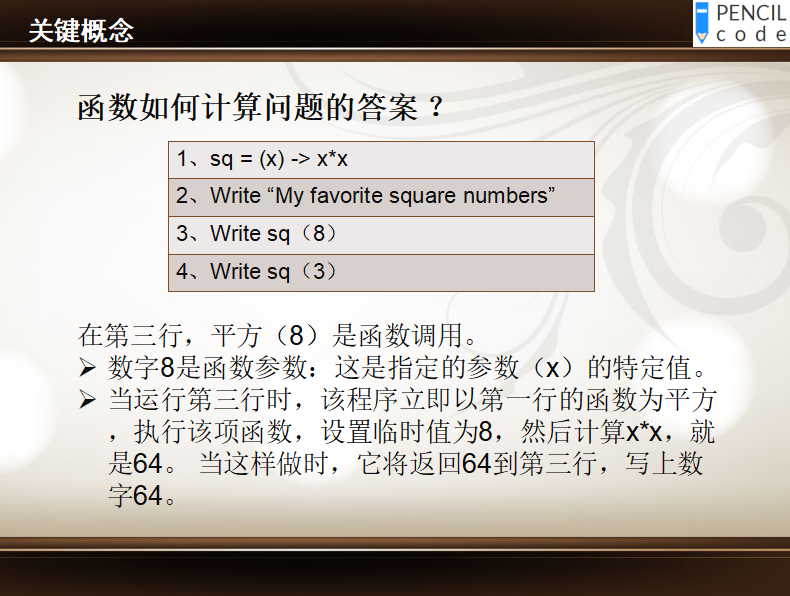 关键概念
PENCIL
code
函数如何计算问题的答案 ？
1、sq = (x) -> x*x
2、Write “My favorite square numbers”
3、Write sq（8）
4、Write sq（3）
在第三行，平方（8）是函数调用。
➢ 数字8是函数参数：这是指定的参数（x）的特定值。
➢ 当运行第三行时，该程序立即以第一行的函数为平方
，执行该项函数，设置临时值为8，然后计算x*x，就
是64。 当这样做时，它将返回64到第三行，写上数
字64。